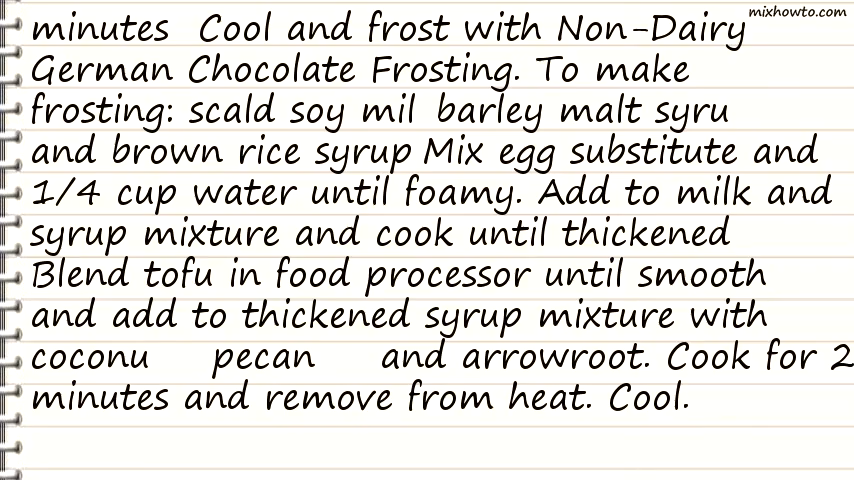 mixhowto.com
minutes Cool and frost with Non-Dairy
German Chocolate Frosting. To make
frosting: scald soy mil barley malt syru
and brown rice syrup Mix egg substitute and
1/4 cup water until foamy. Add to milk and
syrup mixture and cook until thickened
Blend tofu in food processor until smooth
and add to thickened syrup mixture with
coconu pecan and arrowroot. Cook for 2
minutes and remove from heat. Cool.